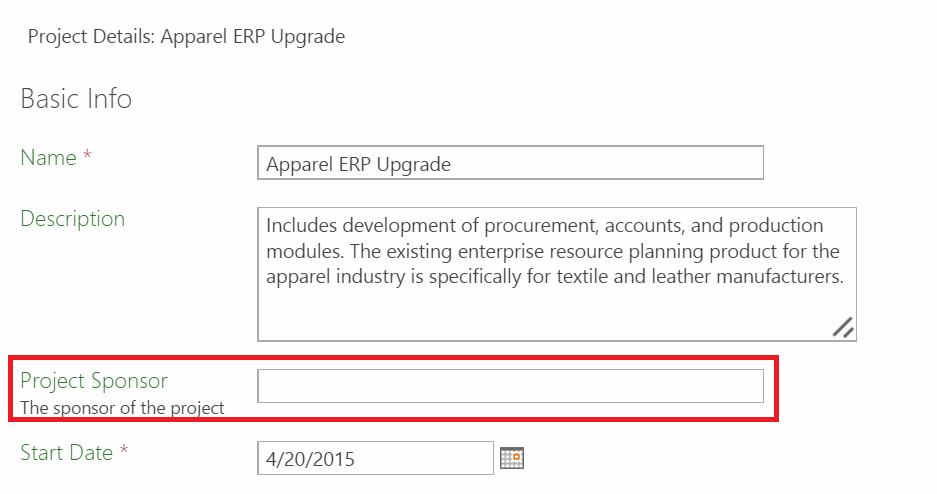 Project Details: Apparel ERP Upgrade
Basic Info
Name *
Apparel ERP Upgrade
Description
Includes development of procurement, accounts, and production
modules. The existing enterprise resource planning product for the
apparel industry is specifically for textile and leather manufacturers.
Project Sponsor
The sponsor of the project
Start Date *
4/20/2015